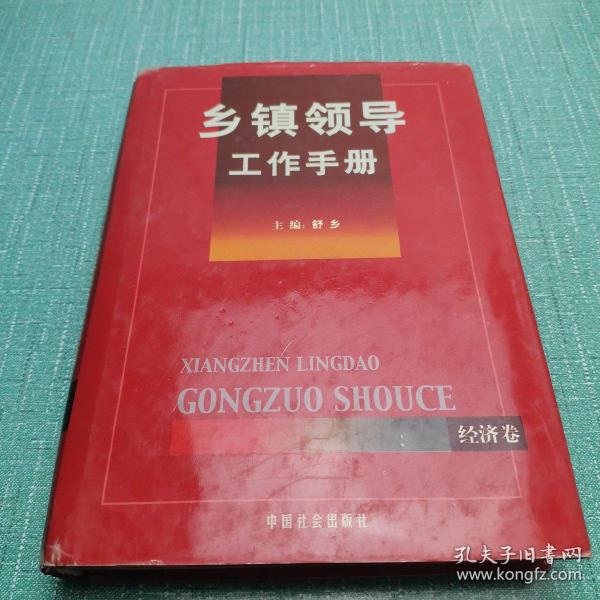 乡镇领导
工作手册
主编：舒乡
XIANGZHEN LINGDAO
GONGZUO SHOUCE
经济卷
中国社会出版社
孔夫子旧书网
www.kongfz.com